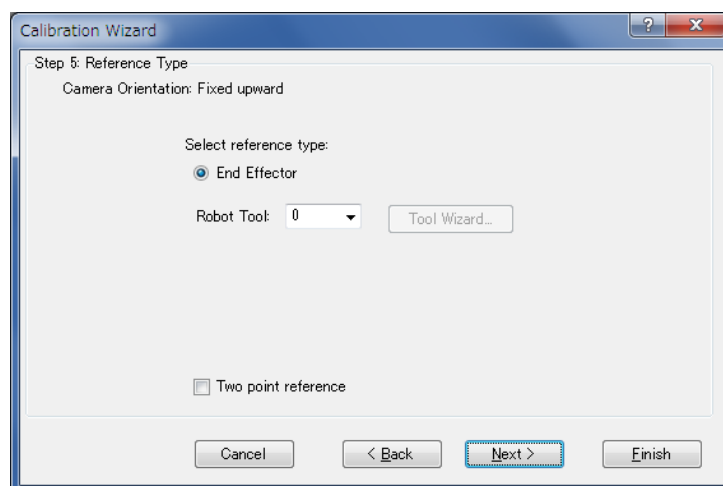 Calibration Wizard
Step 5: Reference Type
Camera Orientation: Fixed upward
Select reference type:
End Effector
Robot Tool: 0 Tool Wizard...
Two point reference
Cancel < Back Next > Finish